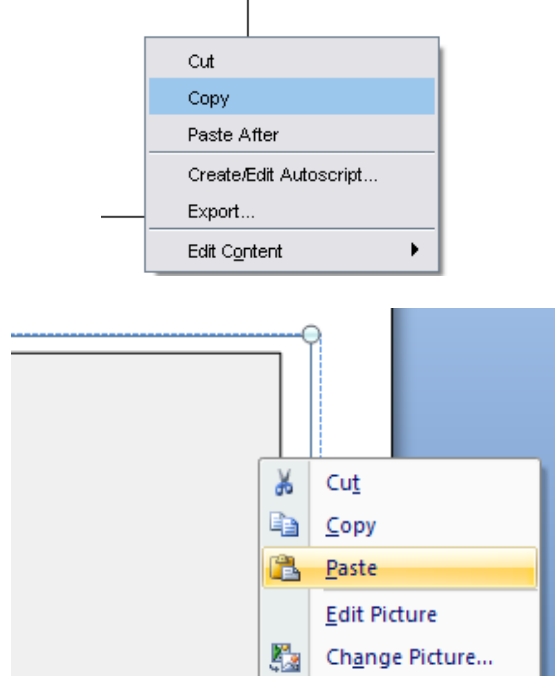 Cut
Copy
Paste After
Create/Edit Autoscript...
Export...
Edit Content
Cut
Copy
Paste
Edit Picture
Change Picture...